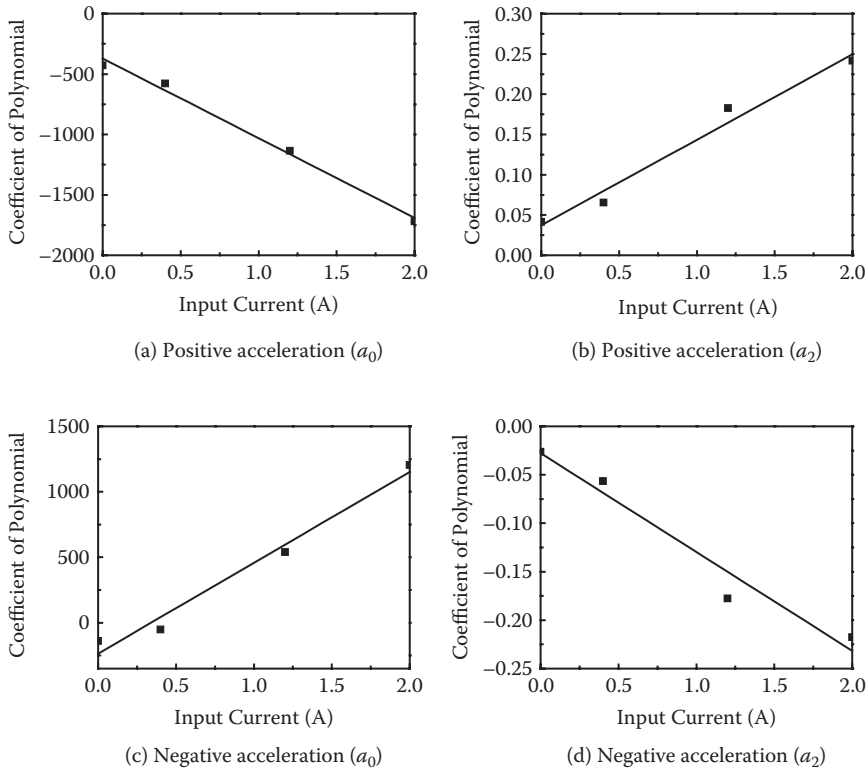 0
−500
−1000
−1500
−2000
Coefficient of Polynomial
0.0 0.5 1.0 1.5 2.0
Input Current (A)
(a) Positive acceleration (a₀)
0.30
0.25
0.20
0.15
0.10
0.05
0.00
Coefficient of Polynomial
0.0 0.5 1.0 1.5 2.0
Input Current (A)
(b) Positive acceleration (a₂)
1500
1000
500
0
Coefficient of Polynomial
0.0 0.5 1.0 1.5 2.0
Input Current (A)
(c) Negative acceleration (a₀)
0.00
−0.05
−0.10
−0.15
−0.20
−0.25
Coefficient of Polynomial
0.0 0.5 1.0 1.5 2.0
Input Current (A)
(d) Negative acceleration (a₂)